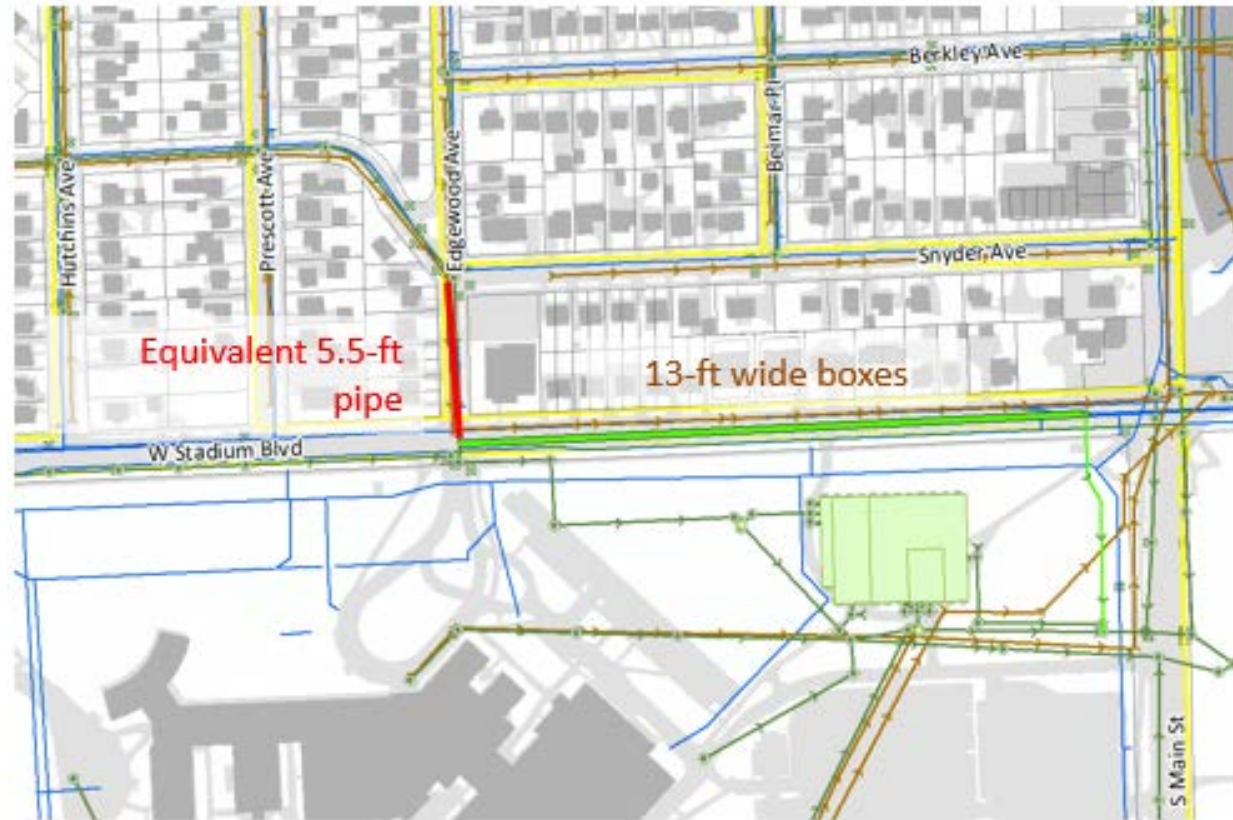 Berkley Ave
Hutchins Ave
Prescott Ave
Edgewood Ave
Belmar Pl
Snyder Ave
Equivalent 5.5-ft
pipe
13-ft wide boxes
W Stadium Blvd
S Main St